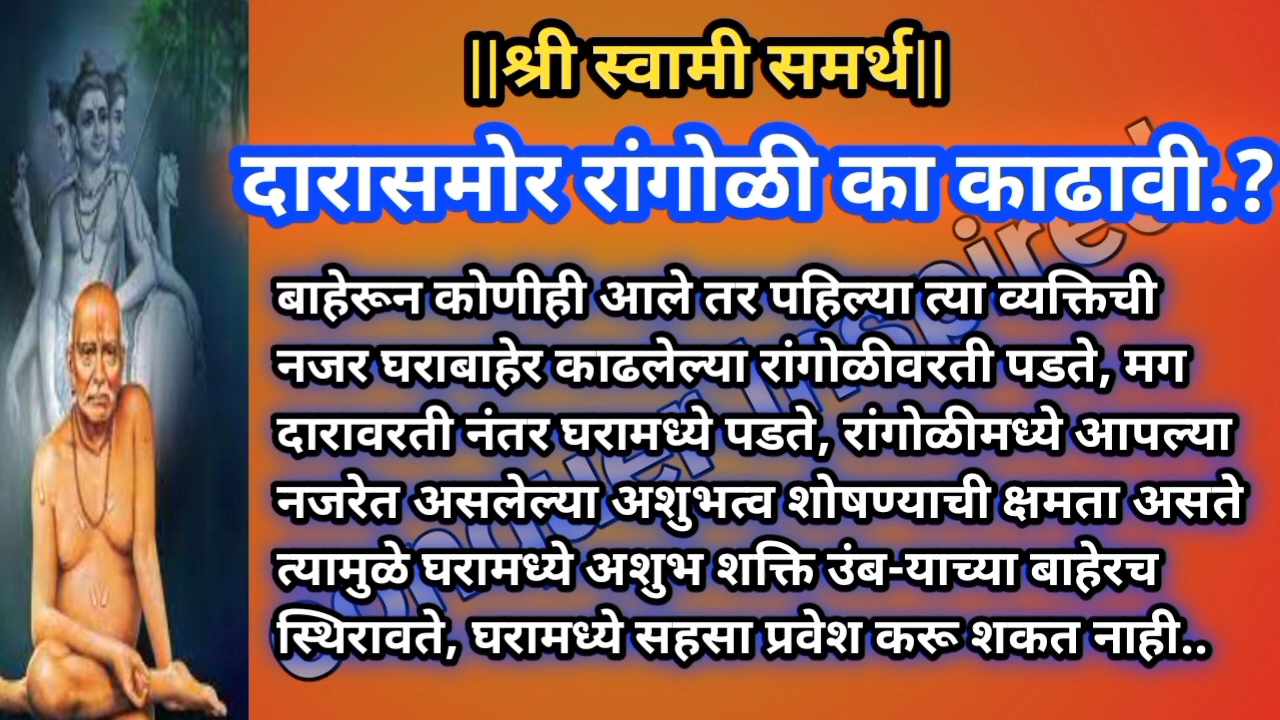 ||श्री स्वामी समर्थ||
दारासमोर रांगोळी का काढावी.?
बाहेरून कोणीही आले तर पहिल्या त्या व्यक्तिची
नजर घराबाहेर काढलेल्या रांगोळीवरती पडते, मग
दारावरती नंतर घरामध्ये पडते, रांगोळीमध्ये आपल्या
नजरेत असलेल्या अशुभत्व शोषण्याची क्षमता असते
त्यामुळे घरामध्ये अशुभ शक्ति उंब-याच्या बाहेरच
स्थिरावते, घरामध्ये सहसा प्रवेश करू शकत नाही..
Conquer Inspired